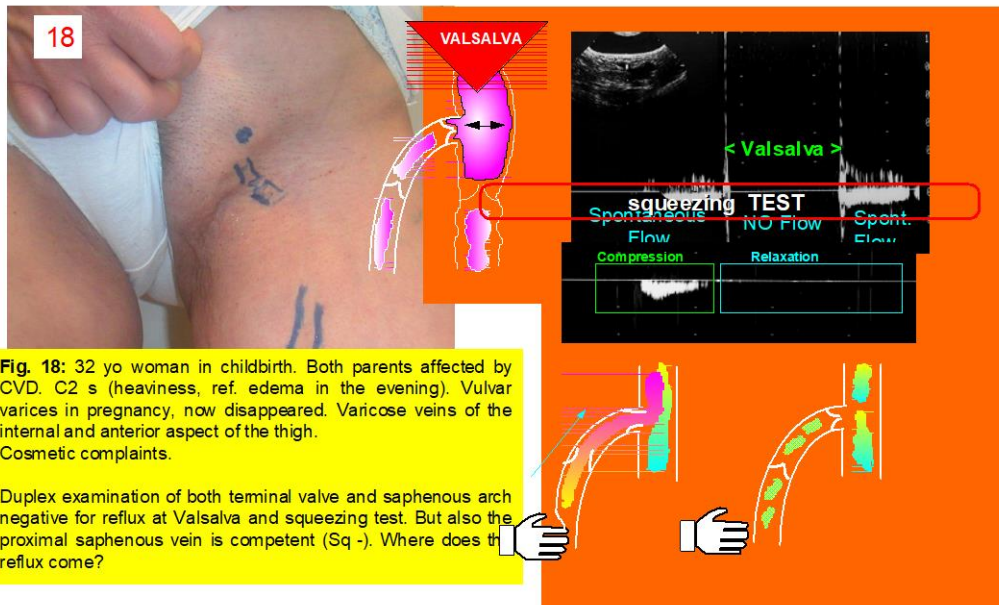 18
VALSALVA
< Valsalva >
squeezing TEST
Spontaneous
Flow
NO Flow
Spont.
Flow
Compression
Relaxation
Fig. 18: 32 yo woman in childbirth. Both parents affected by
CVD. C2 s (heaviness, ref. edema in the evening). Vulvar
varices in pregnancy, now disappeared. Varicose veins of the
internal and anterior aspect of the thigh.
Cosmetic complaints.
Duplex examination of both terminal valve and saphenous arch
negative for reflux at Valsalva and squeezing test. But also the
proximal saphenous vein is competent (Sq -). Where does the
reflux come?